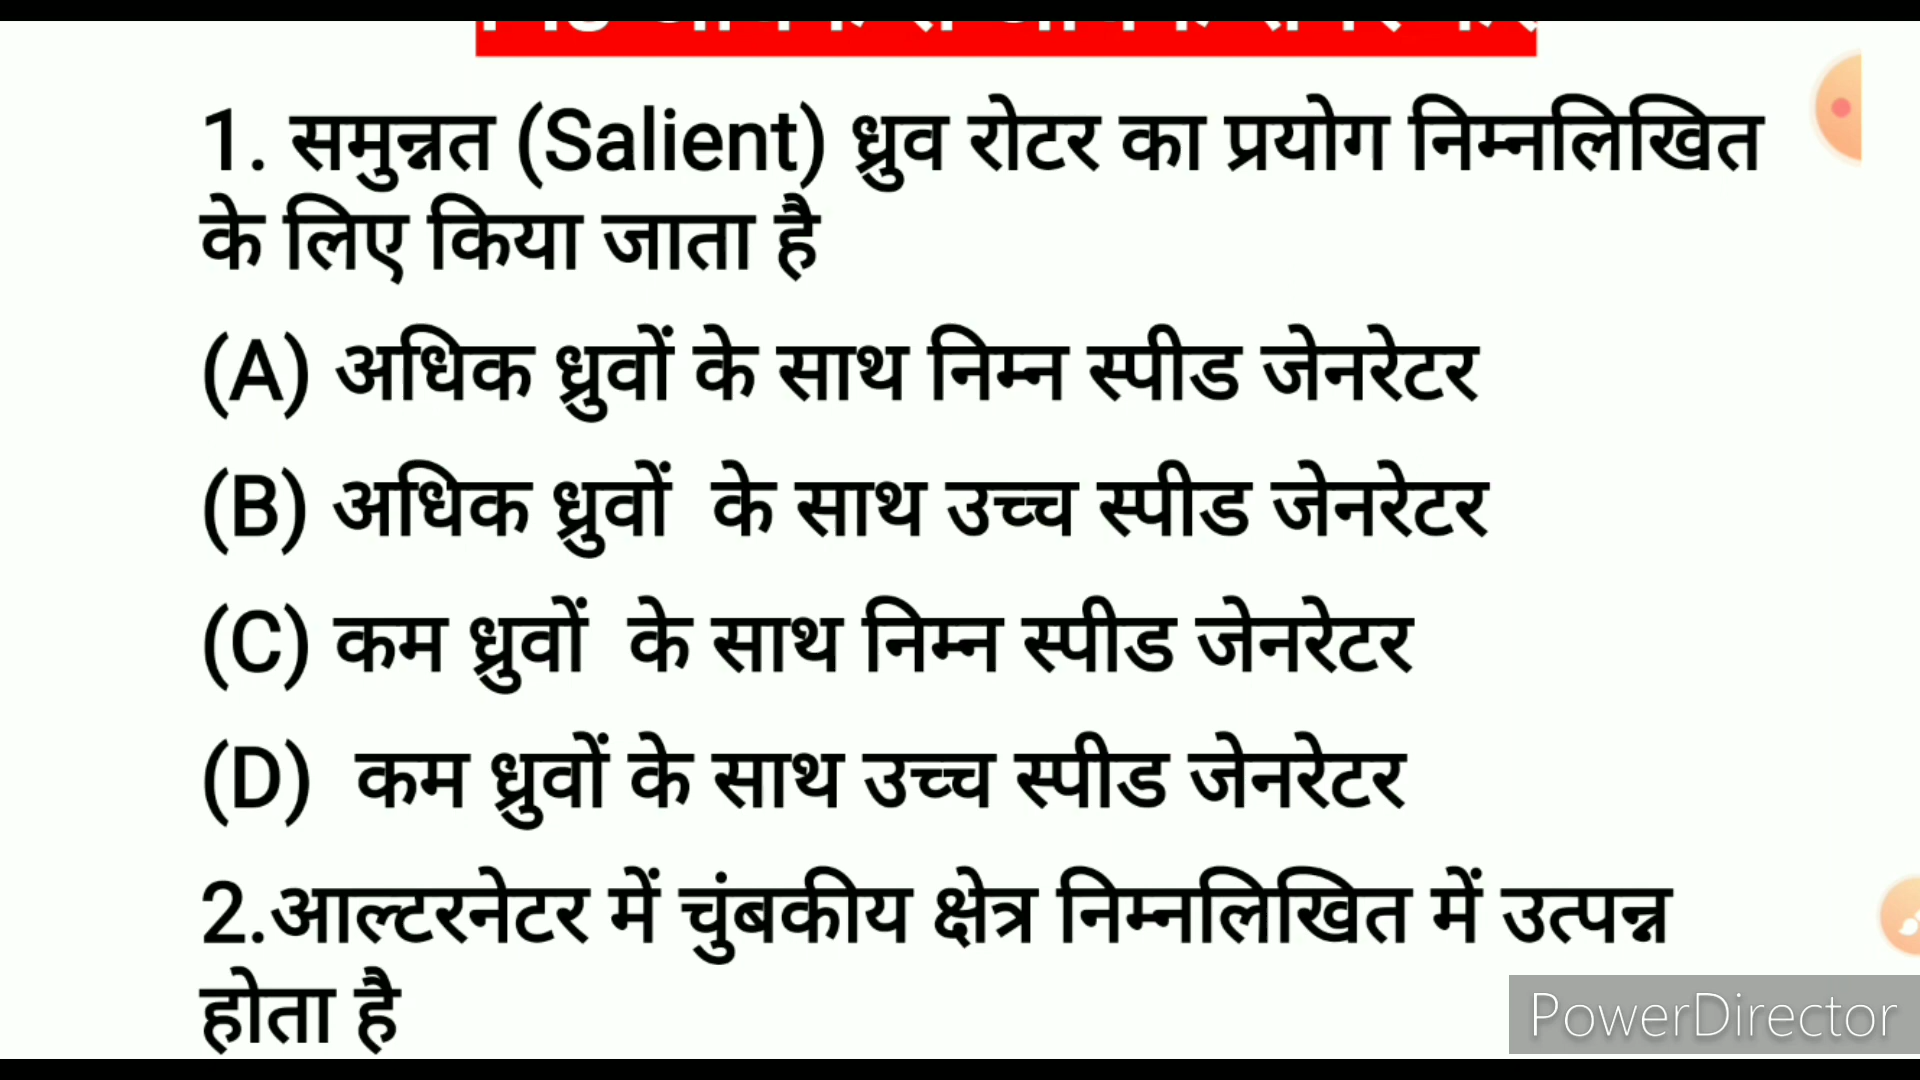 1. समुन्नत (Salient) ध्रुव रोटर का प्रयोग निम्नलिखित
के लिए किया जाता है
(A) अधिक ध्रुवों के साथ निम्न स्पीड जेनरेटर
(B) अधिक ध्रुवों के साथ उच्च स्पीड जेनरेटर
(C) कम ध्रुवों के साथ निम्न स्पीड जेनरेटर
(D) कम ध्रुवों के साथ उच्च स्पीड जेनरेटर
2.आल्टरनेटर में चुंबकीय क्षेत्र निम्नलिखित में उत्पन्न
होता है
PowerDirector